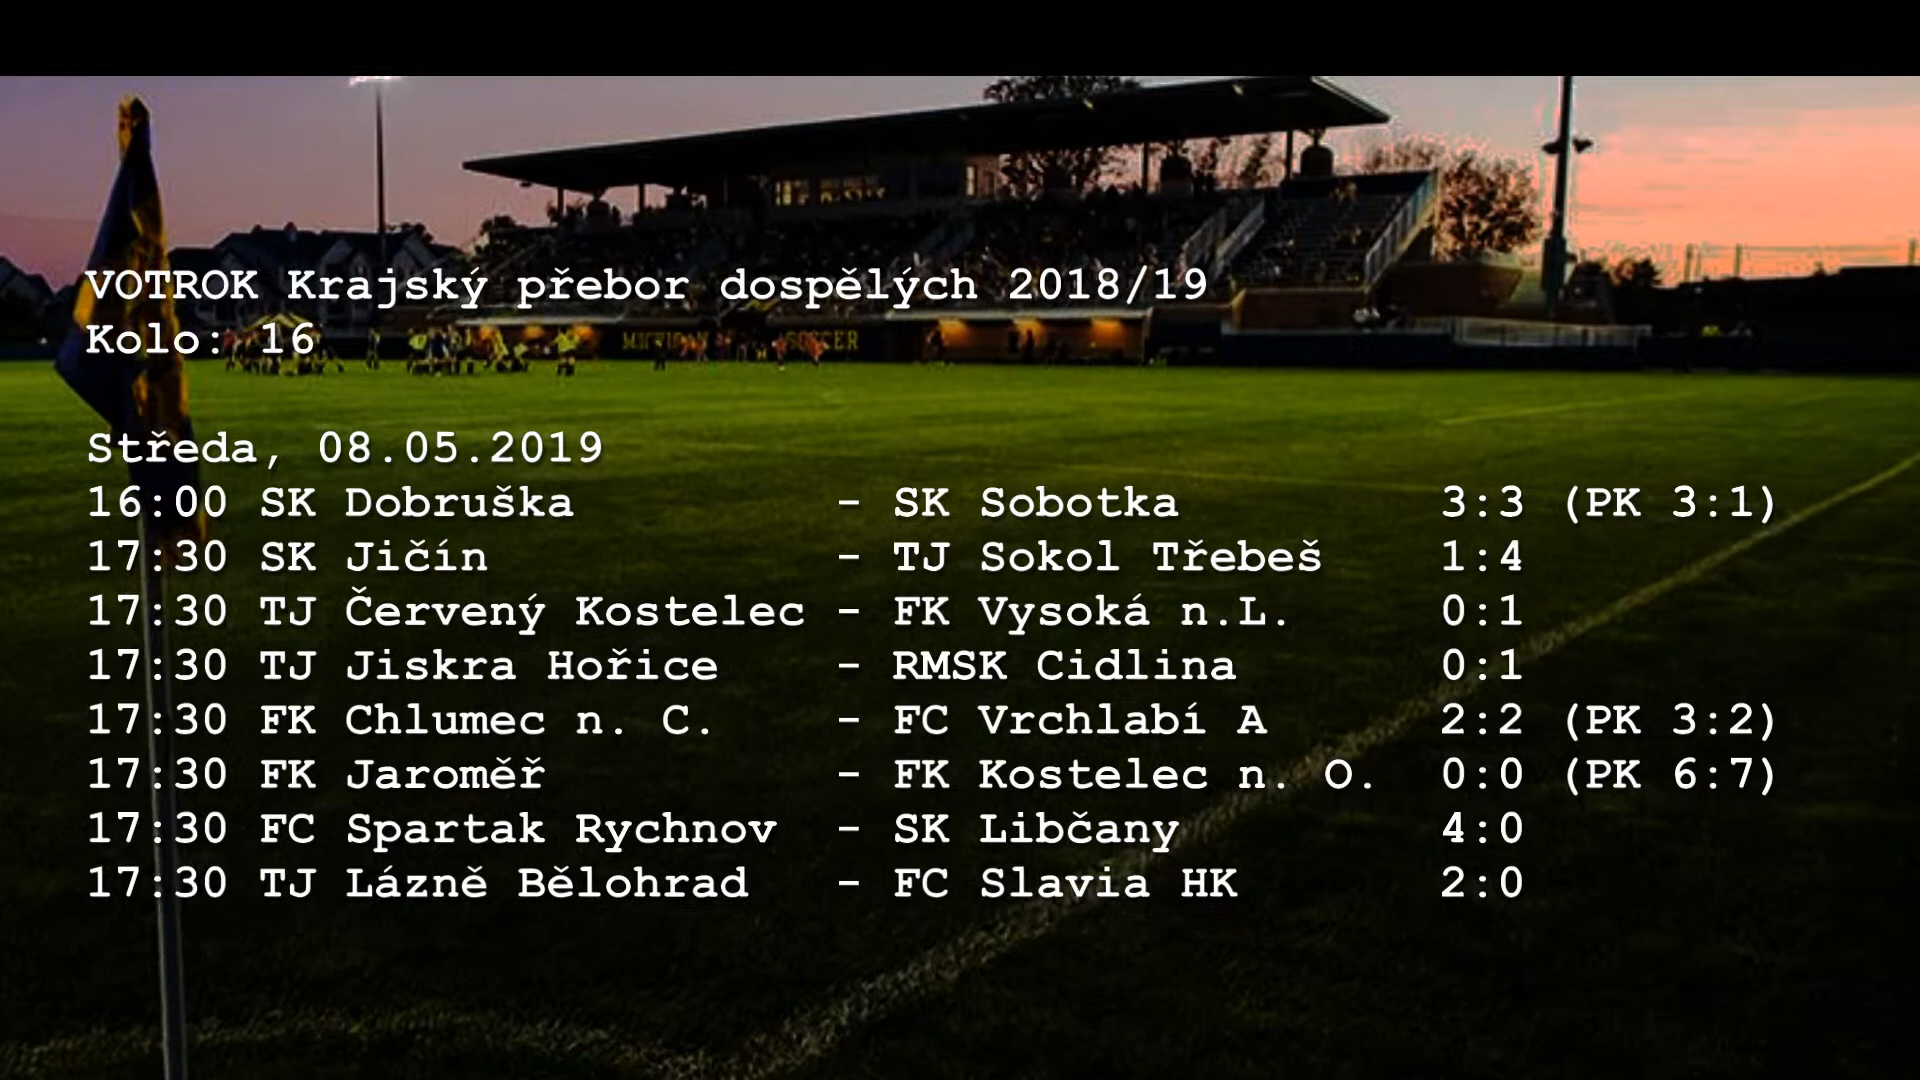 VOTROK Krajský přebor dospělých 2018/19
Kolo: 16
MICHIGAN SOCCER
Středa, 08.05.2019
16:00 SK Dobruška - SK Sobotka 3:3 (PK 3:1)
17:30 SK Jičín - TJ Sokol Třebeš 1:4
17:30 TJ Červený Kostelec - FK Vysoká n.L. 0:1
17:30 TJ Jiskra Hořice - RMSK Cidlina 0:1
17:30 FK Chlumec n. C. - FC Vrchlabí A 2:2 (PK 3:2)
17:30 FK Jaroměř - FK Kostelec n. O. 0:0 (PK 6:7)
17:30 FC Spartak Rychnov - SK Libčany 4:0
17:30 TJ Lázně Bělohrad - FC Slavia HK 2:0